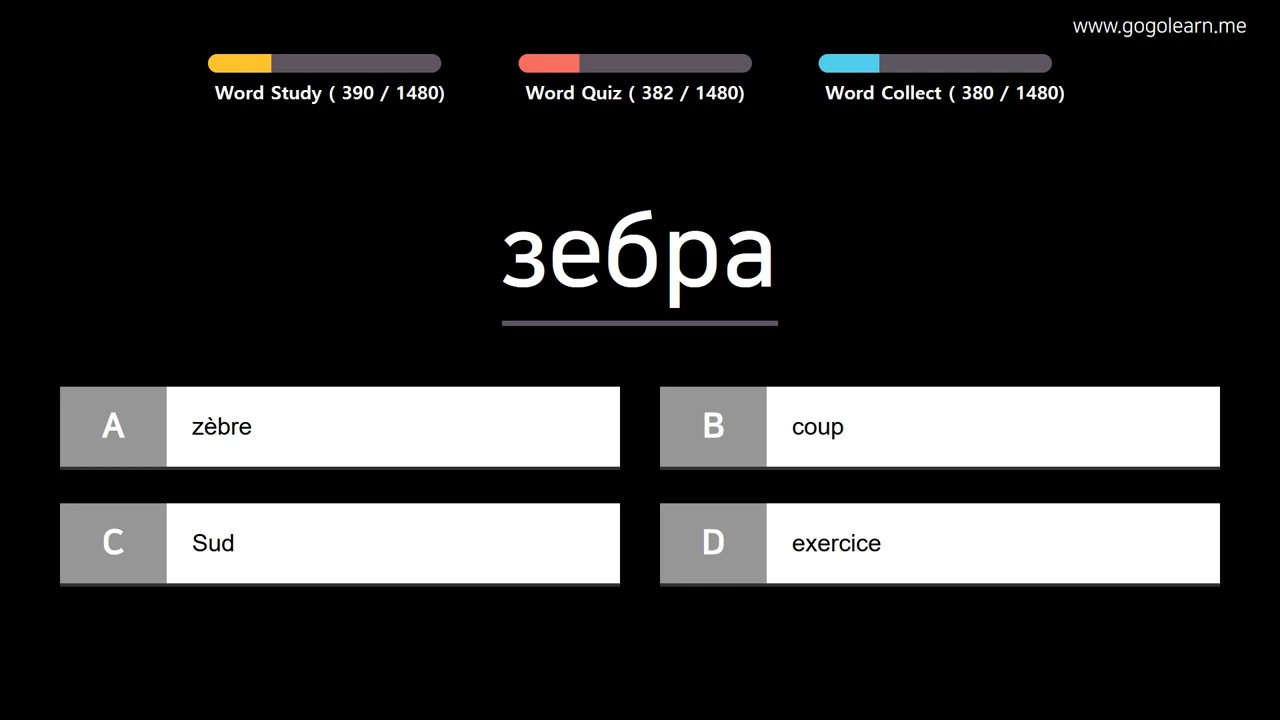 www.gogolearn.me
Word Study ( 390 / 1480)
Word Quiz ( 382 / 1480)
Word Collect ( 380 / 1480)
зебра
A
zèbre
B
coup
C
Sud
D
exercice